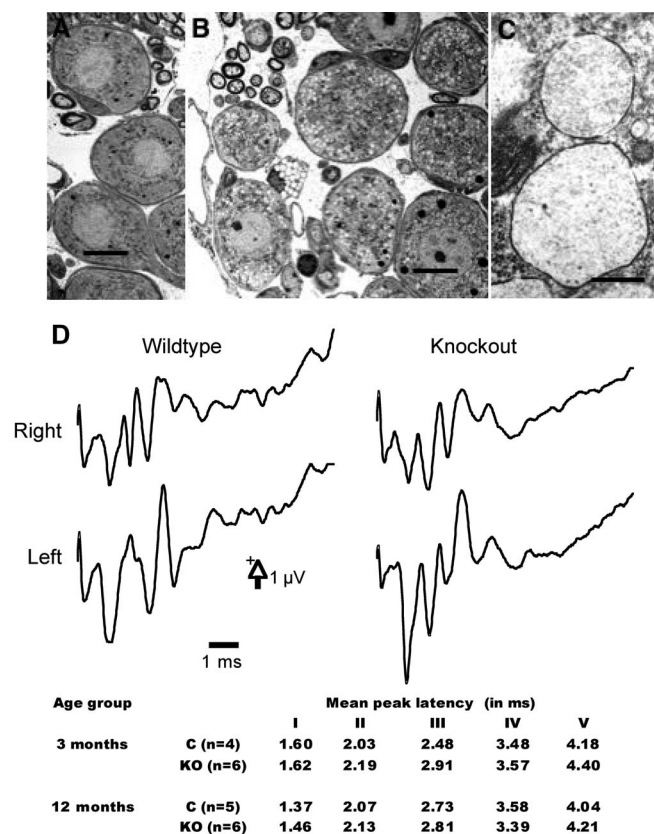 A B C
D
Wildtype Knockout
Right
Left
+
1 µV
1 ms
Age group Mean peak latency (in ms)
I II III IV V
3 months C (n=4) 1.60 2.03 2.48 3.48 4.18
KO (n=6) 1.62 2.19 2.91 3.57 4.40
12 months C (n=5) 1.37 2.07 2.73 3.58 4.04
KO (n=6) 1.46 2.13 2.81 3.39 4.21